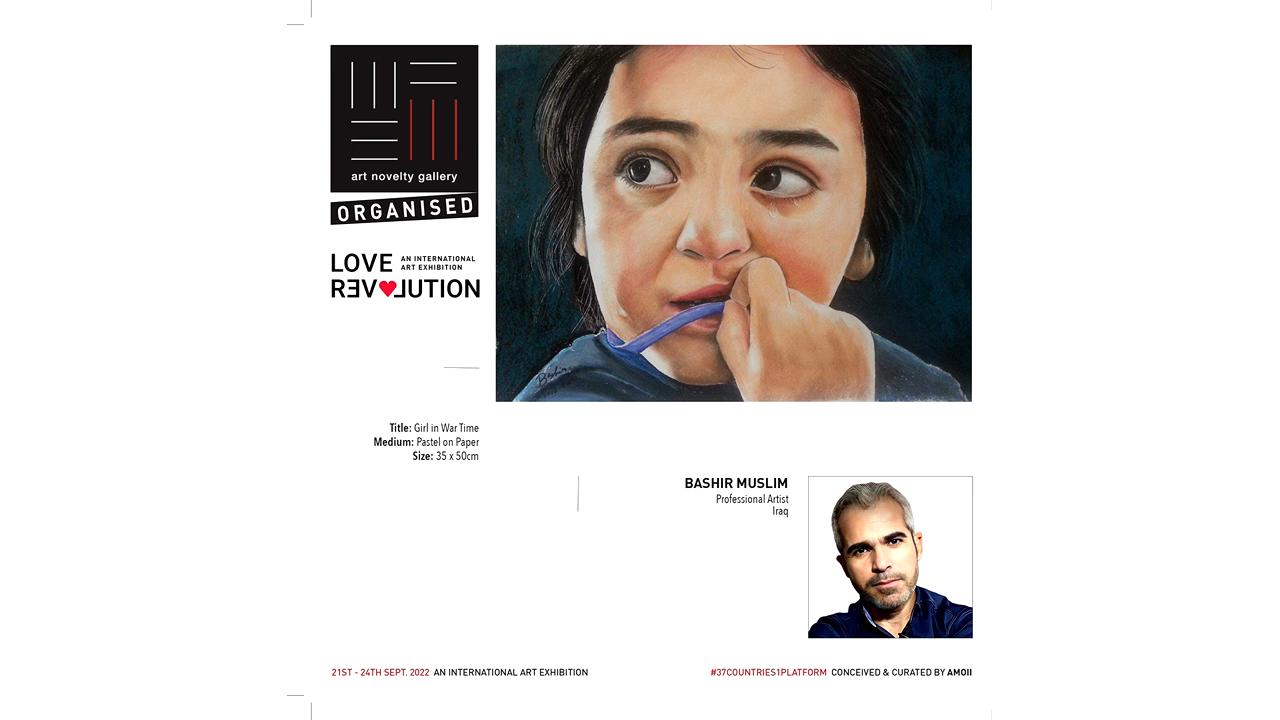 art novelty gallery
ORGANISED
LOVE AN INTERNATIONAL
ART EXHIBITION
REVOLUTION
Title: Girl in War Time
Medium: Pastel on Paper
Size: 35 x 50cm
BASHIR MUSLIM
Professional Artist
Iraq
21ST - 24TH SEPT. 2022 AN INTERNATIONAL ART EXHIBITION
#37COUNTRIES1PLATFORM CONCEIVED & CURATED BY AMOII